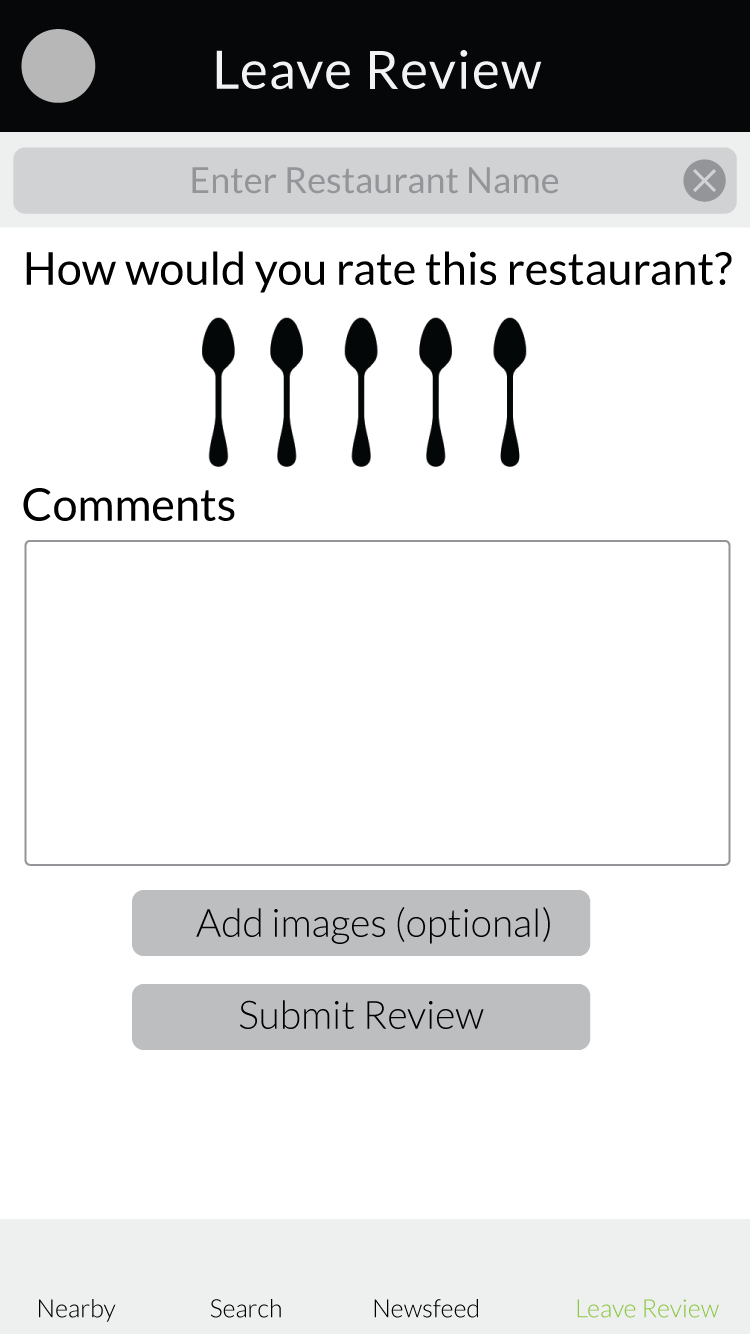 Leave Review
Enter Restaurant Name
How would you rate this restaurant?
Comments
Add images (optional)
Submit Review
Nearby Search Newsfeed Leave Review